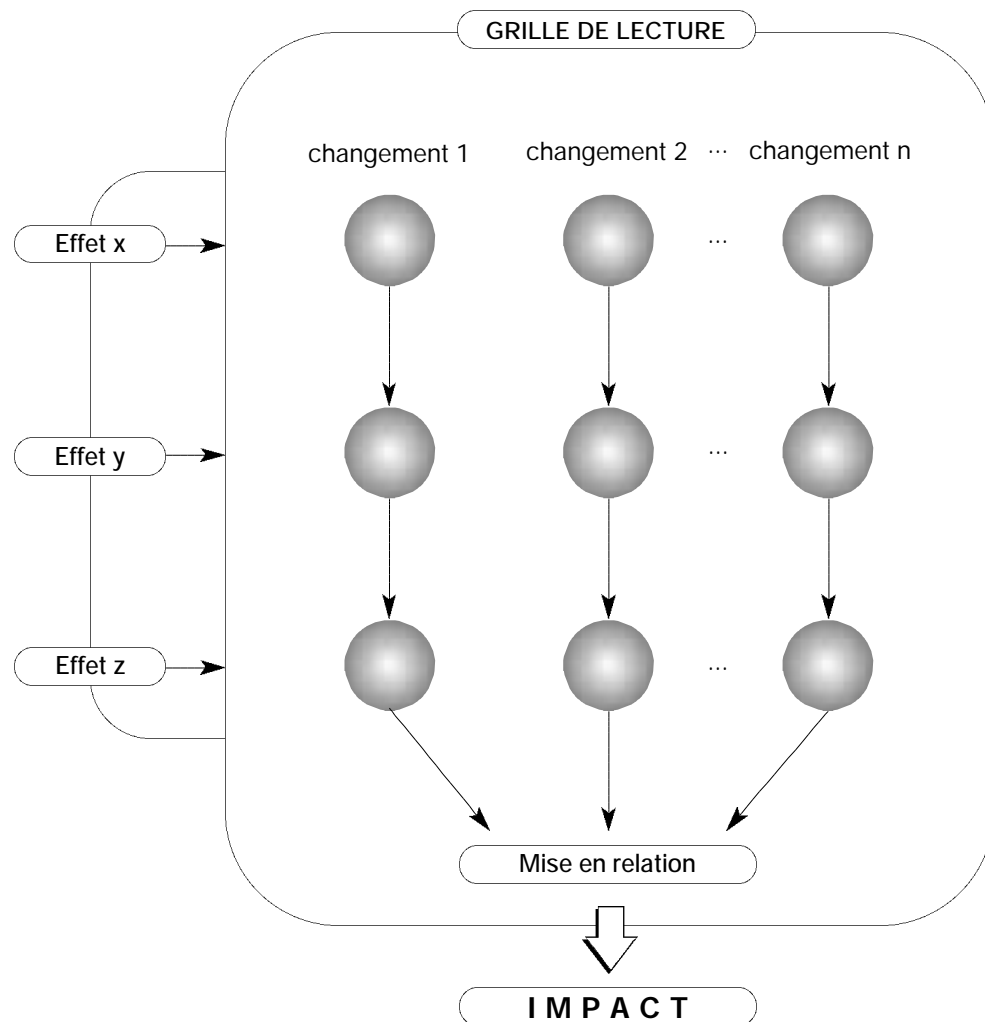 GRILLE DE LECTURE
changement 1 changement 2 ... changement n
Effet x ...
Effet y ...
Effet z ...
Mise en relation
IMPACT